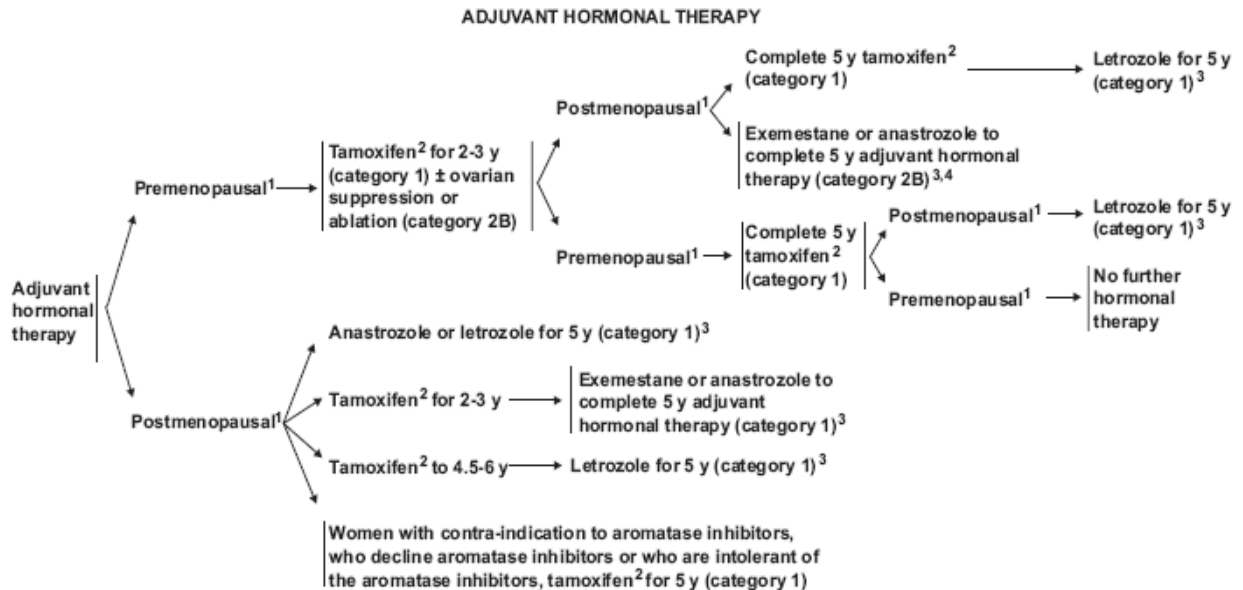 ADJUVANT HORMONAL THERAPY
Adjuvant
hormonal
therapy
Premenopausal1
Tamoxifen2 for 2-3 y
(category 1) ± ovarian
suppression or
ablation (category 2B)
Postmenopausal1
Complete 5 y tamoxifen2
(category 1)
Letrozole for 5 y
(category 1)3
Exemestane or anastrozole to
complete 5 y adjuvant hormonal
therapy (category 2B)3,4
Premenopausal1
Complete 5 y
tamoxifen2
(category 1)
Postmenopausal1
Letrozole for 5 y
(category 1)3
Premenopausal1
No further
hormonal
therapy
Postmenopausal1
Anastrozole or letrozole for 5 y (category 1)3
Tamoxifen2 for 2-3 y
Exemestane or anastrozole to
complete 5 y adjuvant
hormonal therapy (category 1)3
Tamoxifen2 to 4.5-6 y
Letrozole for 5 y (category 1)3
Women with contra-indication to aromatase inhibitors,
who decline aromatase inhibitors or who are intolerant of
the aromatase inhibitors, tamoxifen2 for 5 y (category 1)